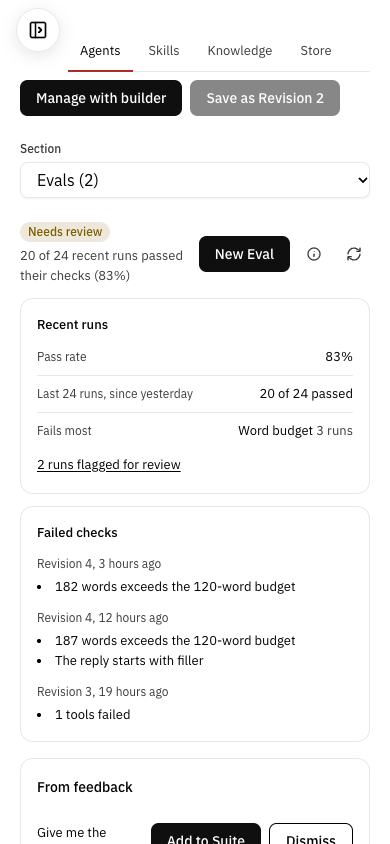 Agents Skills Knowledge Store
Manage with builder Save as Revision 2
Section
Evals (2)
Needs review
20 of 24 recent runs passed
their checks (83%)
New Eval
Recent runs
Pass rate 83%
Last 24 runs, since yesterday 20 of 24 passed
Fails most Word budget 3 runs
2 runs flagged for review
Failed checks
Revision 4, 3 hours ago
• 182 words exceeds the 120-word budget
Revision 4, 12 hours ago
• 187 words exceeds the 120-word budget
• The reply starts with filler
Revision 3, 19 hours ago
• 1 tools failed
From feedback
Give me the
Add to Suite Dismiss